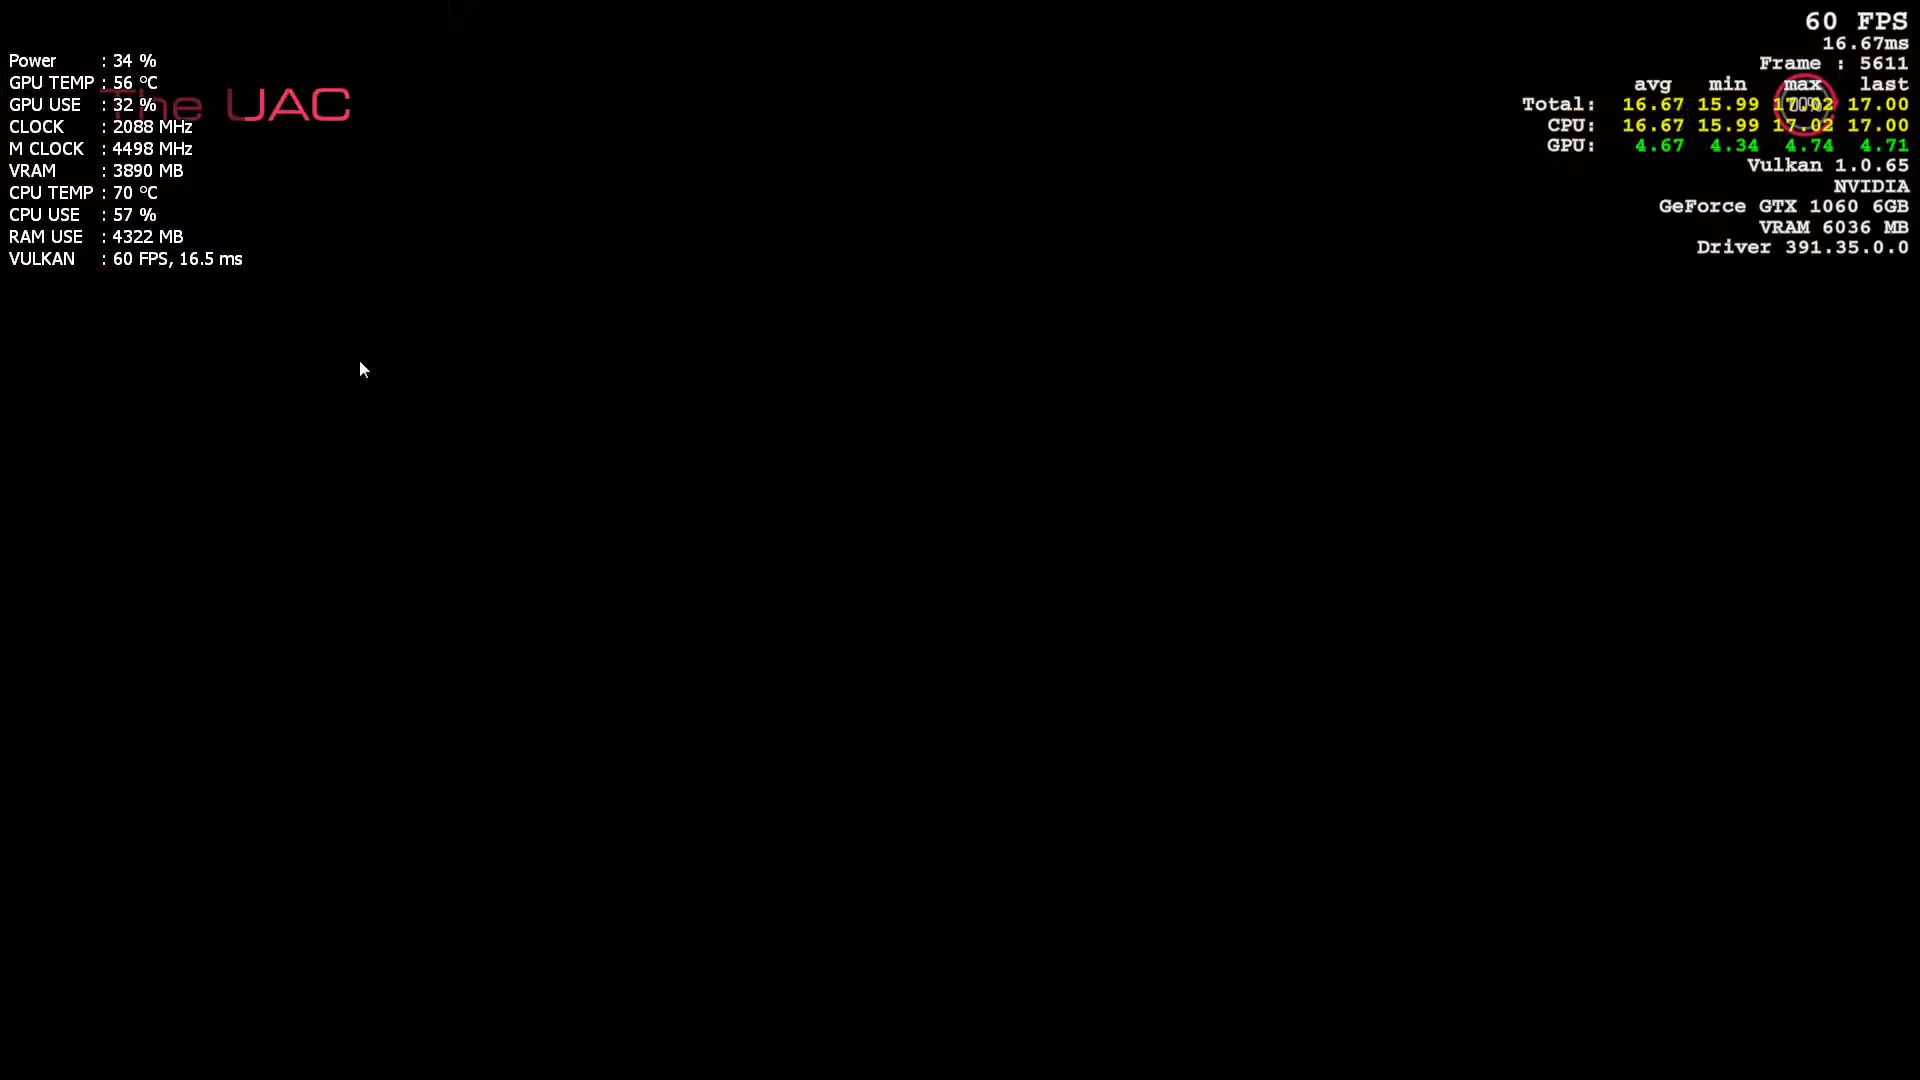 60 FPS
16.67ms
Frame : 5611
Power : 34 %
GPU TEMP : 56 °C
GPU USE : 32 %
CLOCK : 2088 MHz
M CLOCK : 4498 MHz
VRAM : 3890 MB
CPU TEMP : 70 °C
CPU USE : 57 %
RAM USE : 4322 MB
VULKAN : 60 FPS, 16.5 ms
The UAC
avg min max last
Total: 16.67 15.99 17.02 17.00
CPU: 16.67 15.99 17.02 17.00
GPU: 4.67 4.34 4.74 4.71
Vulkan 1.0.65
NVIDIA
GeForce GTX 1060 6GB
VRAM 6036 MB
Driver 391.35.0.0